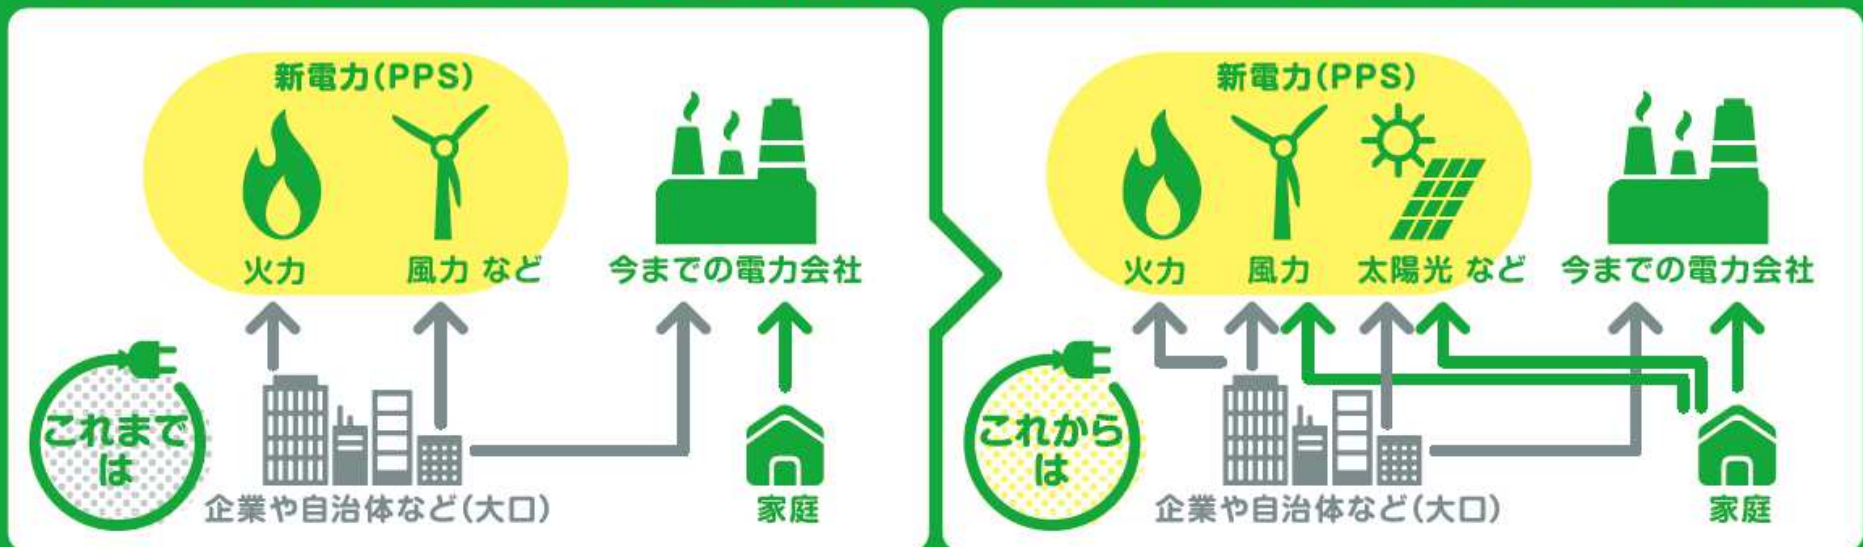 新電力(PPS)
火力
風力 など
今までの電力会社
これまで
は
企業や自治体など(大口)
家庭
新電力(PPS)
火力
風力
太陽光 など
今までの電力会社
これから
は
企業や自治体など(大口)
家庭